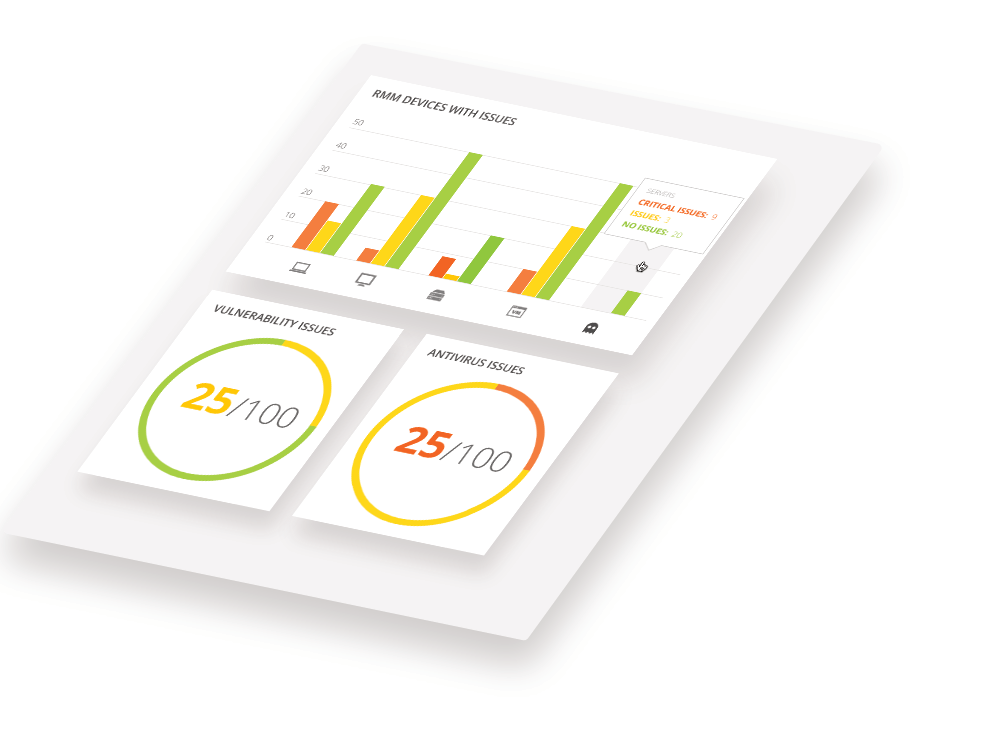 RMM DEVICES WITH ISSUES
50
40
30
20
10
0
SERVERS
CRITICAL ISSUES: 9
ISSUES: 2
NO ISSUES: 20
VM
VULNERABILITY ISSUES
25/100
ANTIVIRUS ISSUES
25/100